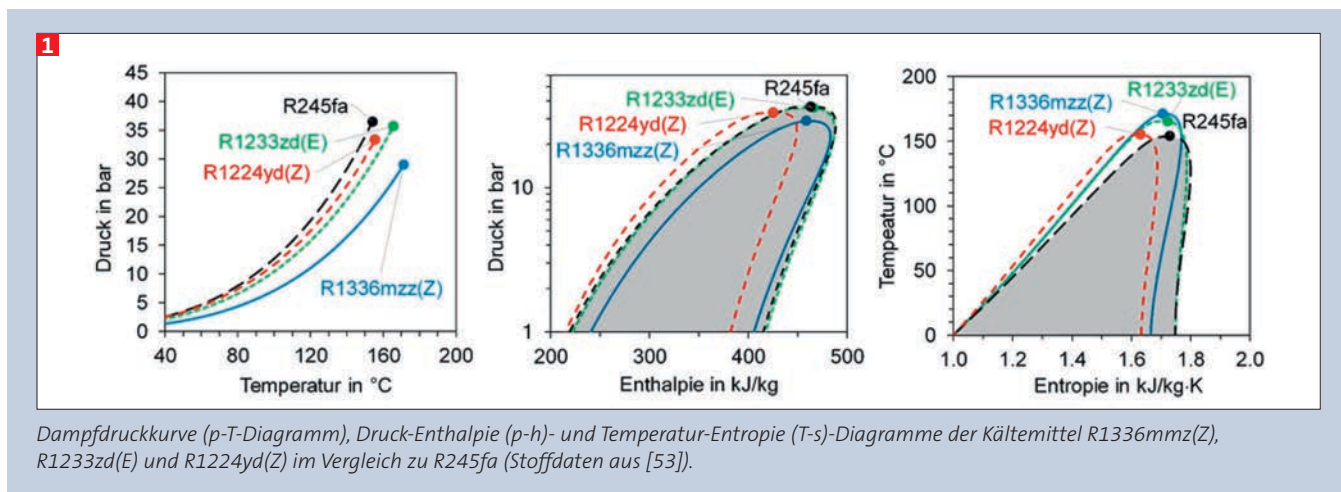 1
45
40
35
30
25
20
15
10
5
0
Druck in bar
R245fa
R1233zd(E)
R1224yd(Z)
R1336mzz(Z)
40 80 120 160 200
Temperatur in °C
10
1
Druck in bar
R245fa
R1233zd(E)
R1224yd(Z)
R1336mzz(Z)
200 300 400 500
Enthalpie in kJ/kg
200
150
100
50
0
Tempeatur in °C
R1336mzz(Z)
R1233zd(E)
R1224yd(Z)
R245fa
1.0 1.2 1.4 1.6 1.8 2.0
Entropie in kJ/kg·K
Dampfdruckkurve (p-T-Diagramm), Druck-Enthalpie (p-h)- und Temperatur-Entropie (T-s)-Diagramme der Kältemittel R1336mmz(Z),
R1233zd(E) und R1224yd(Z) im Vergleich zu R245fa (Stoffdaten aus [53]).